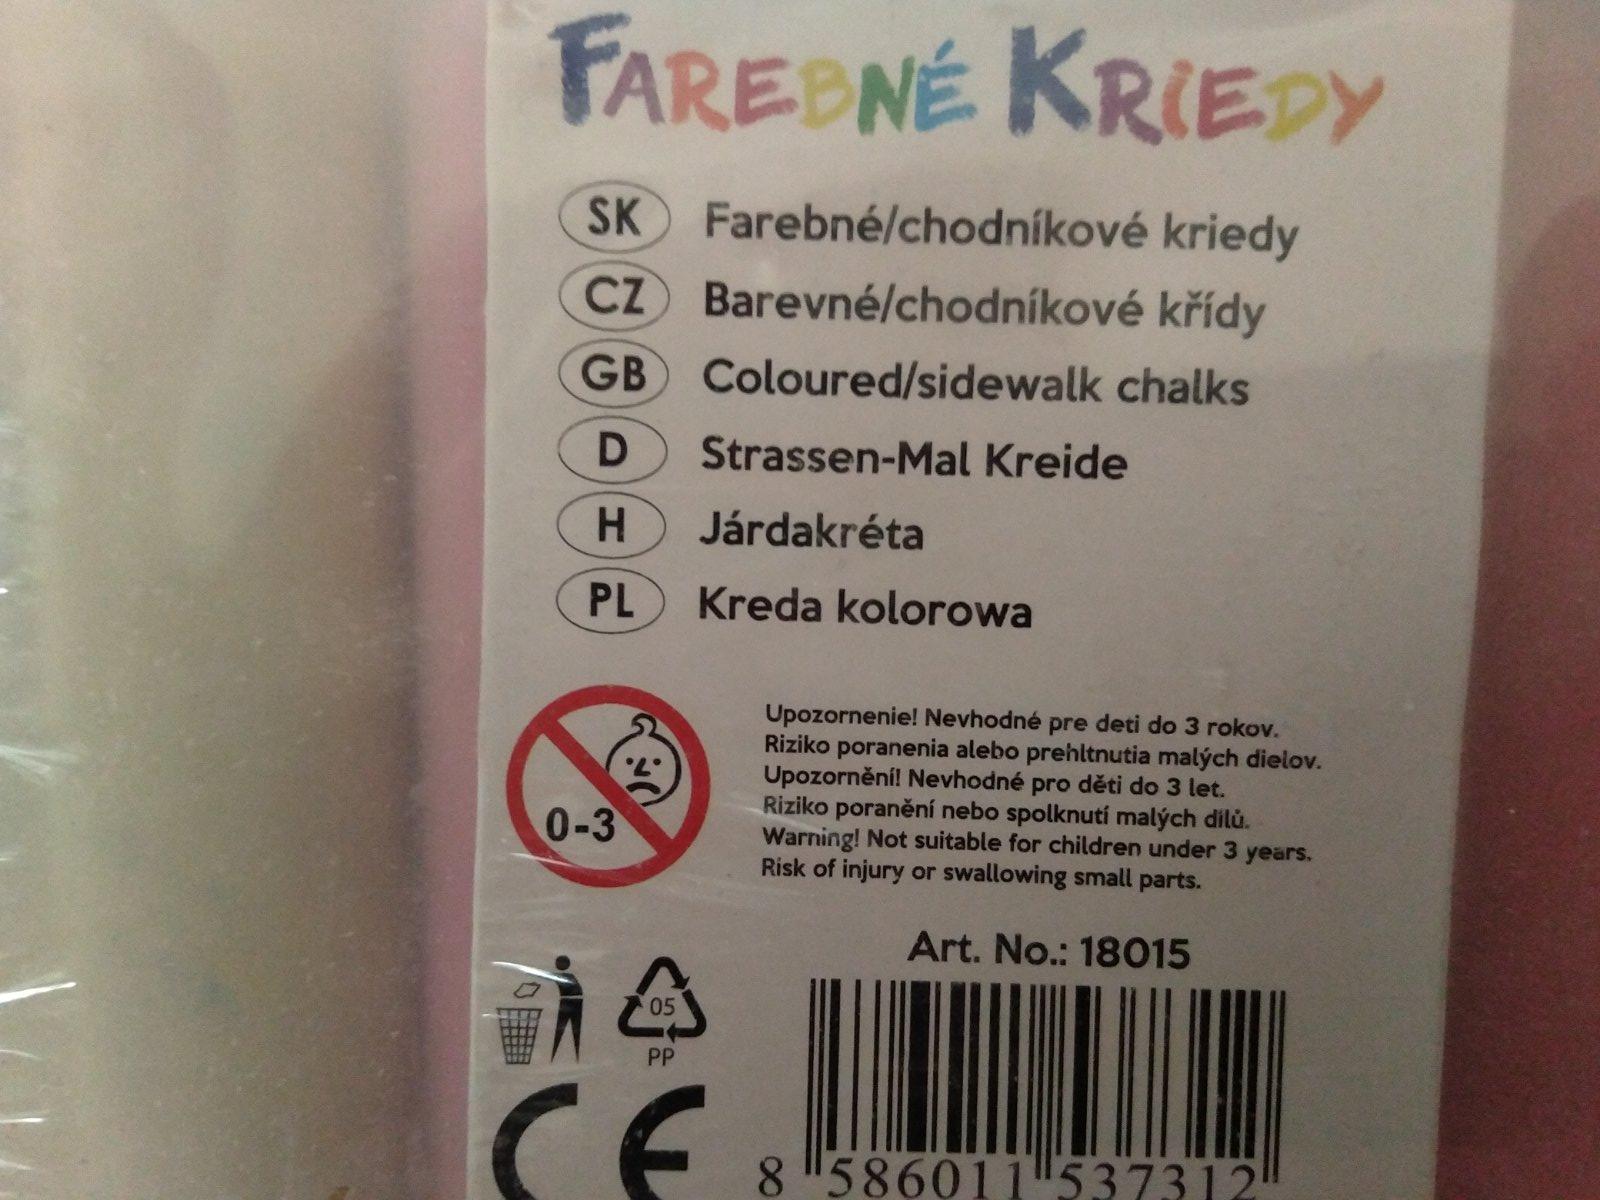 FAREBNÉ KRIEDY
SK Farebné/chodníkové kriedy
CZ Barevné/chodníkové křídy
GB Coloured/sidewalk chalks
D Strassen-Mal Kreide
H Járdakréta
PL Kreda kolorowa
0-3
Upozornenie! Nevhodné pre deti do 3 rokov.
Riziko poranenia alebo prehltnutia malých dielov.
Upozornění! Nevhodné pro děti do 3 let.
Riziko poranění nebo spolknutí malých dílů.
Warning! Not suitable for children under 3 years.
Risk of injury or swallowing small parts.
Art. No.: 18015
05
PP
CE
8 586011 537312